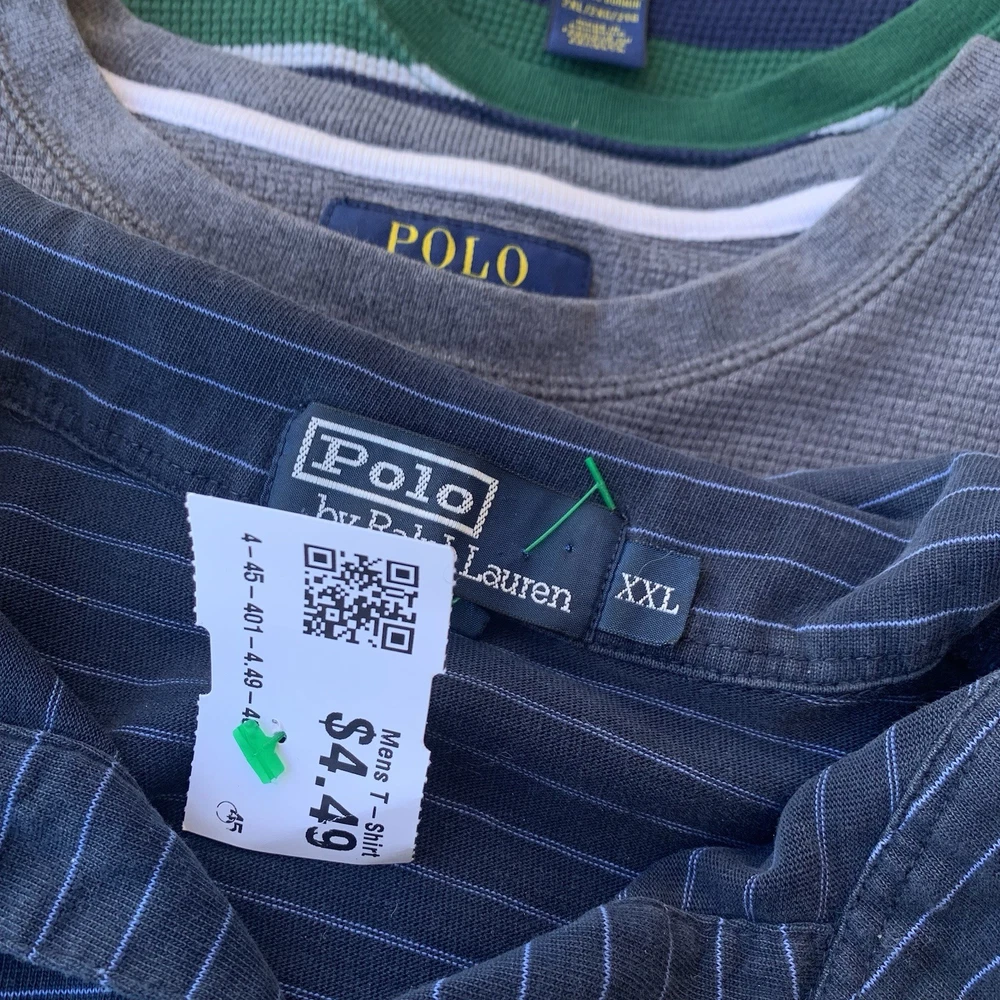 POLO
Polo
by Ralph Lauren
XXL
4-45-401-4.49-4
Mens T-Shirt
$4.49
45